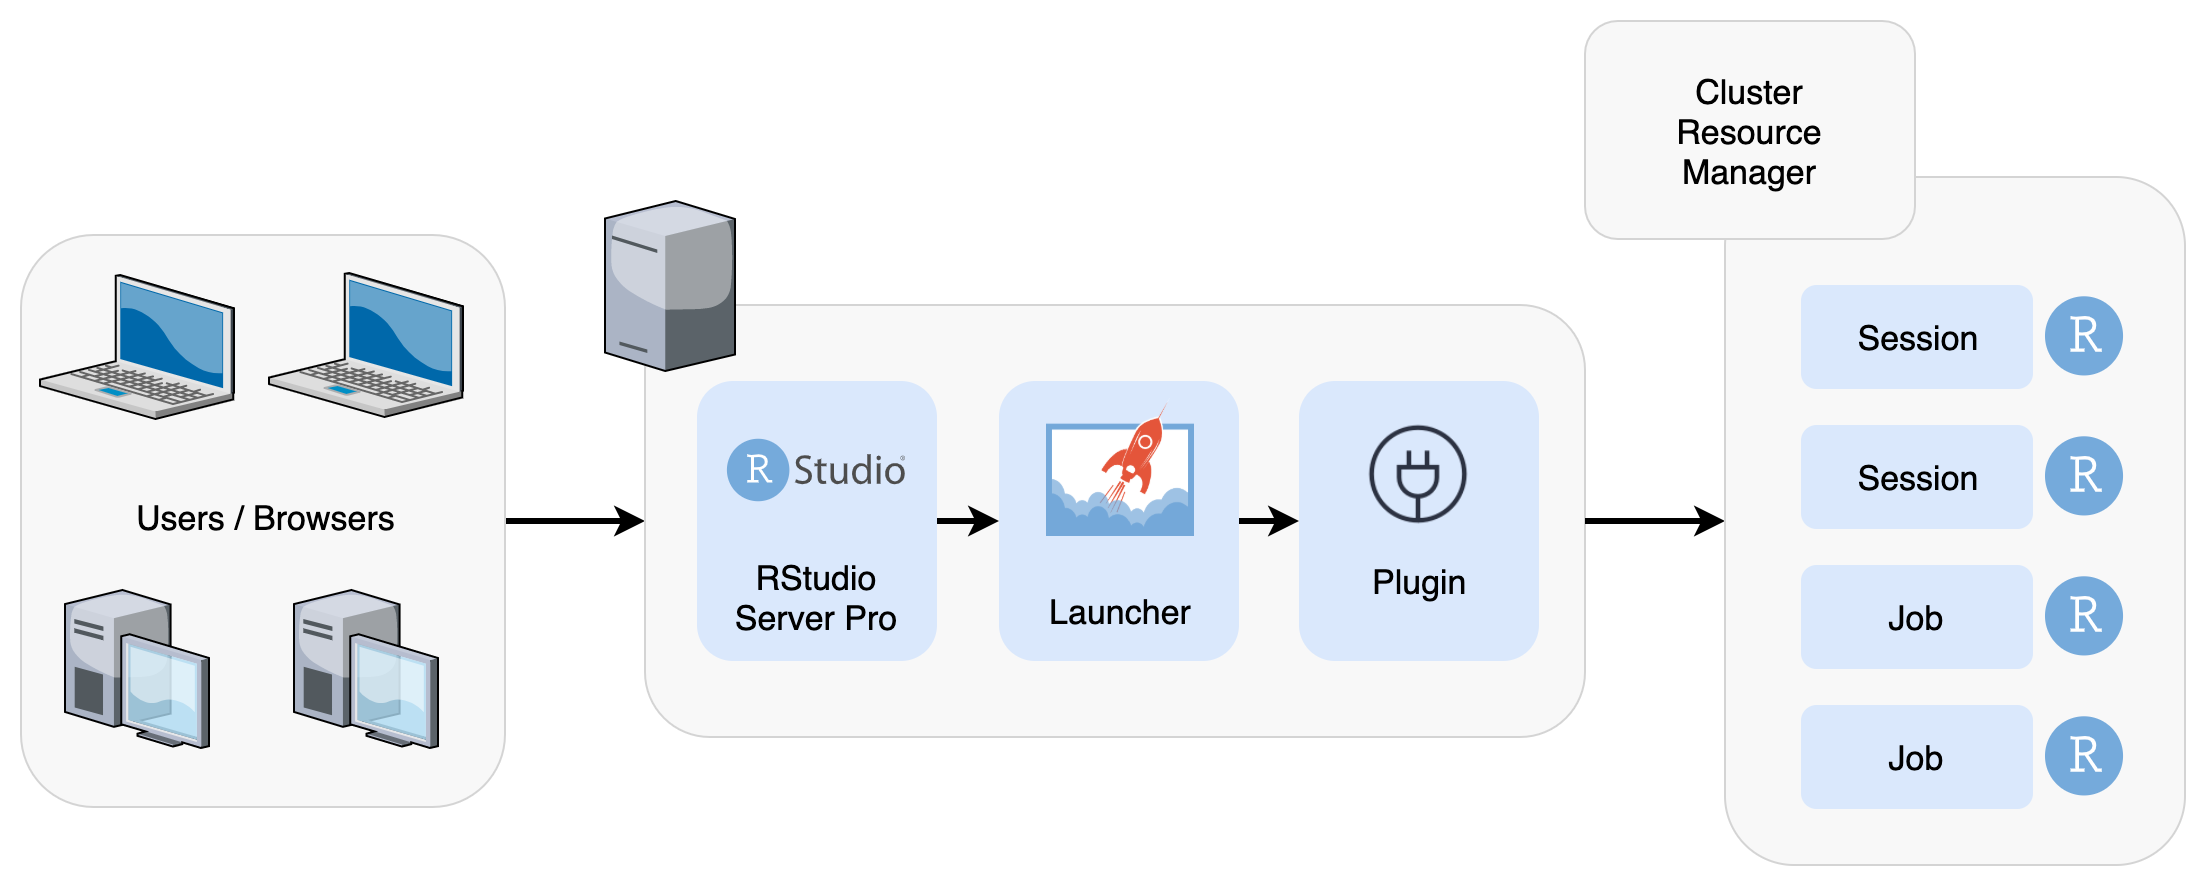 Users / Browsers
R Studio®
RStudio
Server Pro
Launcher
Plugin
Cluster
Resource
Manager
Session R
Session R
Job R
Job R